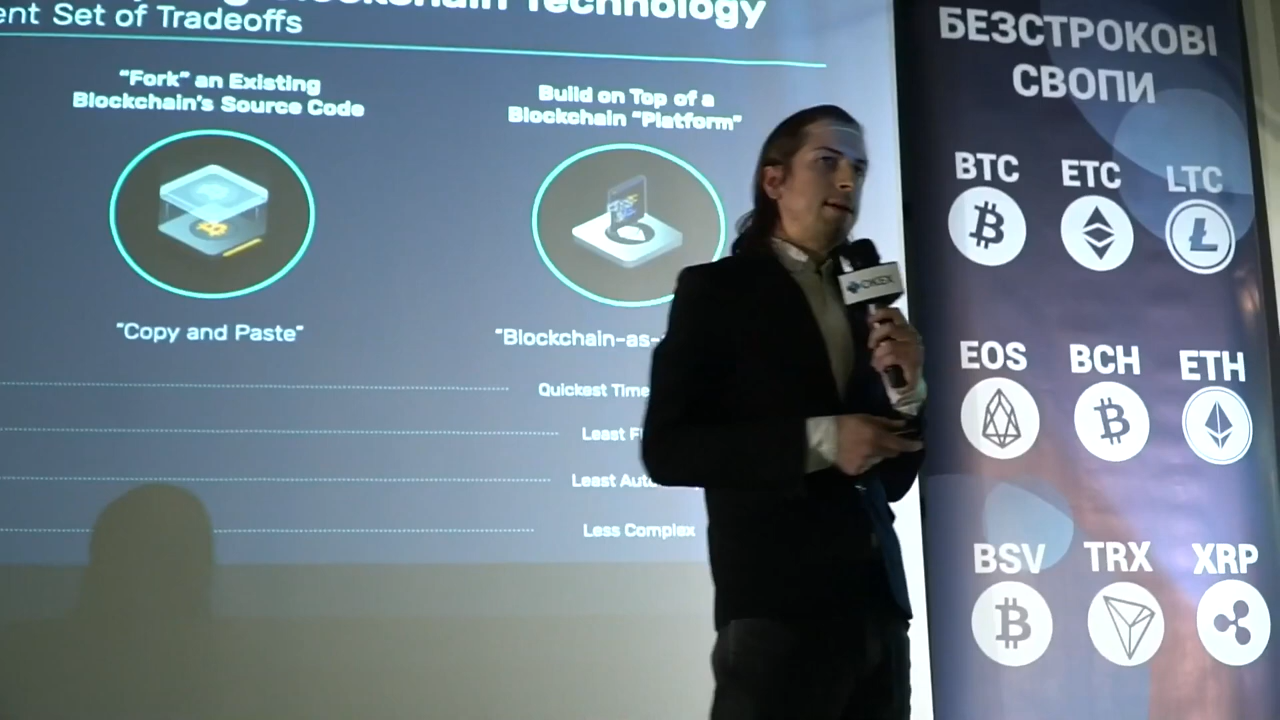 Technology
Set of Tradeoffs
“Fork” an Existing
Blockchain's Source Code
Build on Top of a
Blockchain “Platform”
“Copy and Paste”
“Blockchain-as-
Quickest Time
Least
Least
Less Complex
OKEX
БЕЗСТРОКОВІ
СВОПИ
BTC ETC LTC
EOS BCH ETH
BSV TRX XRP